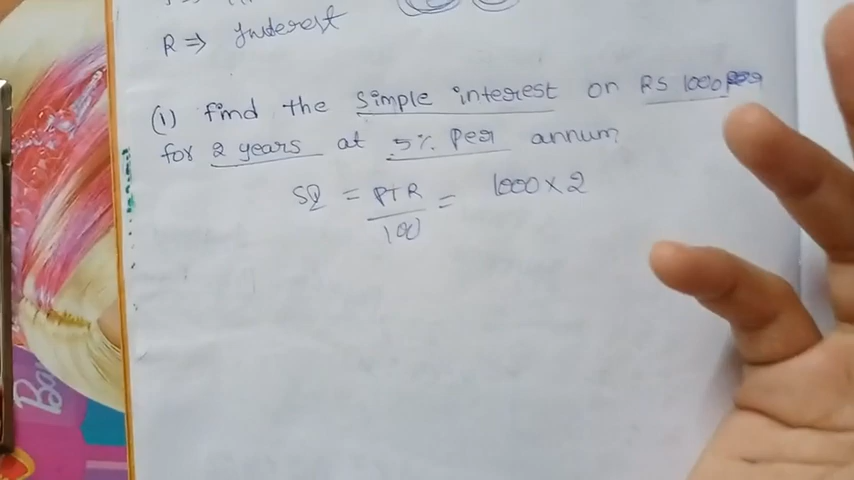 R ⇒ Interest
(1) find the Simple interest on RS 1000
for 2 years at 5% Per annum
SI = PTR/100 = 1000 × 2
Ba